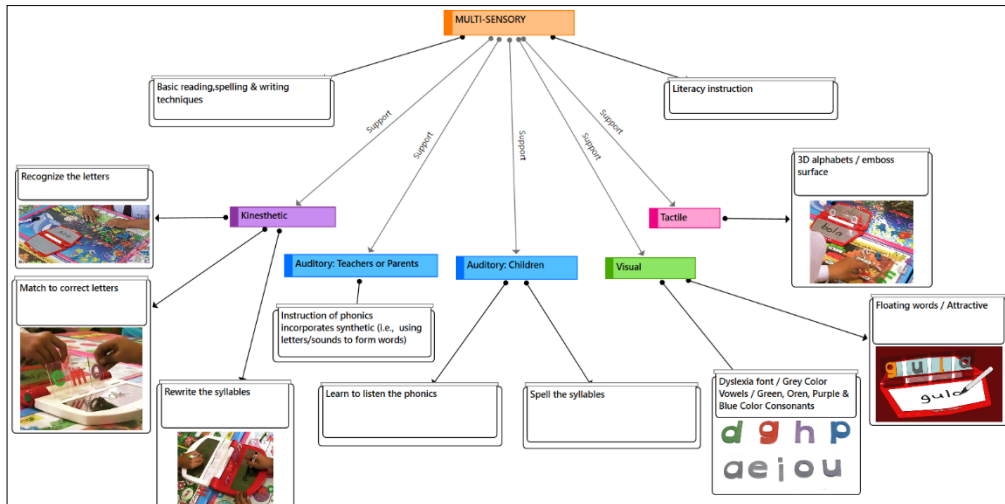 MULTI-SENSORY
Basic reading,spelling & writing
techniques
Literacy instruction
Support
Support
Support
Support
Support
Recognize the letters
3D alphabets / emboss
surface
bola
Kinesthetic
Tactile
Auditory: Teachers or Parents
Auditory: Children
Visual
Match to correct letters
e m a
Instruction of phonics
incorporates synthetic (i.e., using
letters/sounds to form words)
Floating words / Attractive
gula
gula
Rewrite the syllables
Learn to listen the phonics
Spell the syllables
Dyslexia font / Grey Color
Vowels / Green, Oren, Purple &
Blue Color Consonants
d g h p
a e i o u